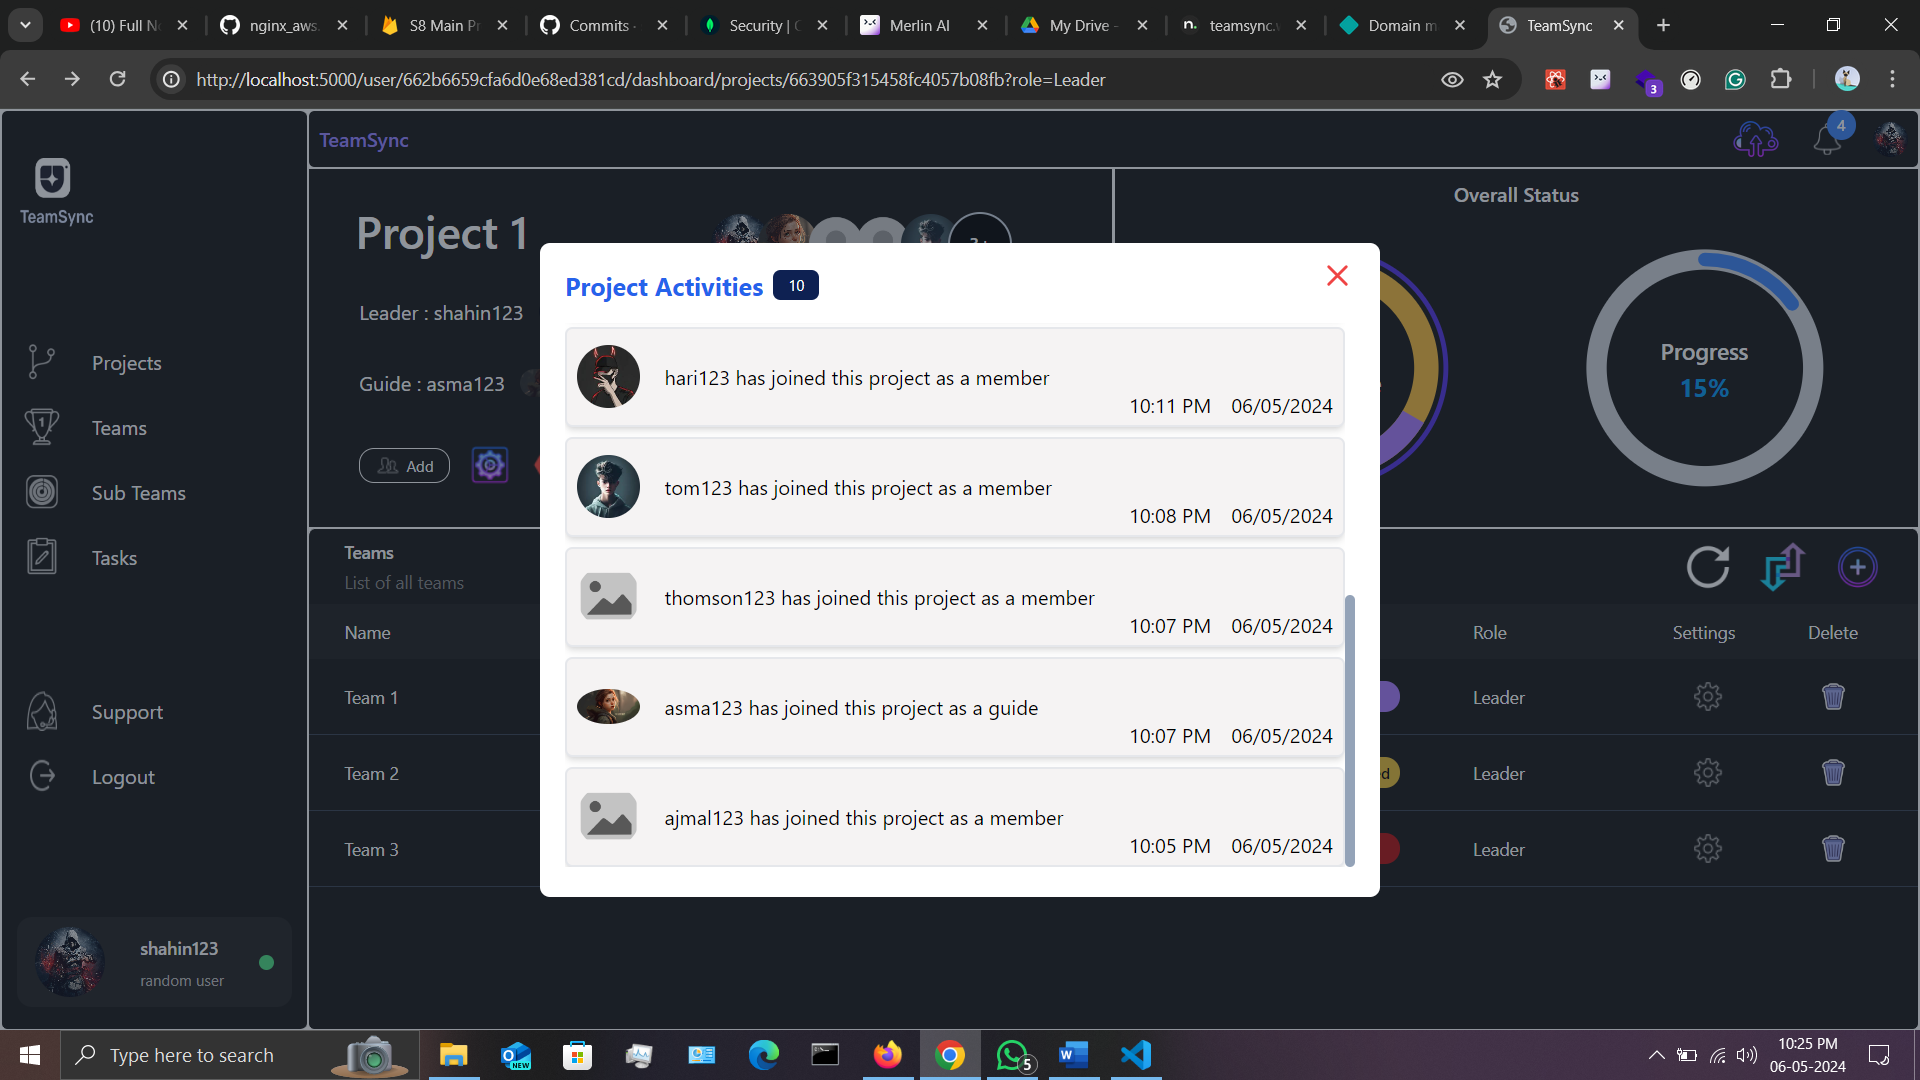 (10) Full N
nginx_aws.
S8 Main Pr
Commits ·
Security |
Merlin AI
My Drive -
n. teamsync.v
Domain m
TeamSync
http://localhost:5000/user/662b6659cfa6d0e68ed381cd/dashboard/projects/663905f315458fc4057b08fb?role=Leader
3
TeamSync
TeamSync
4
Projects
1
Teams
Sub Teams
Tasks
Support
Logout
shahin123
random user
Project 1
Leader : shahin123
Guide : asma123
Add
Overall Status
Progress
15%
Project Activities 10
hari123 has joined this project as a member
10:11 PM 06/05/2024
tom123 has joined this project as a member
10:08 PM 06/05/2024
thomson123 has joined this project as a member
10:07 PM 06/05/2024
asma123 has joined this project as a guide
10:07 PM 06/05/2024
ajmal123 has joined this project as a member
10:05 PM 06/05/2024
Teams
List of all teams
Name Role Settings Delete
Team 1 Leader
Team 2 Leader
Team 3 Leader
Type here to search
NEW
5
10:25 PM
06-05-2024